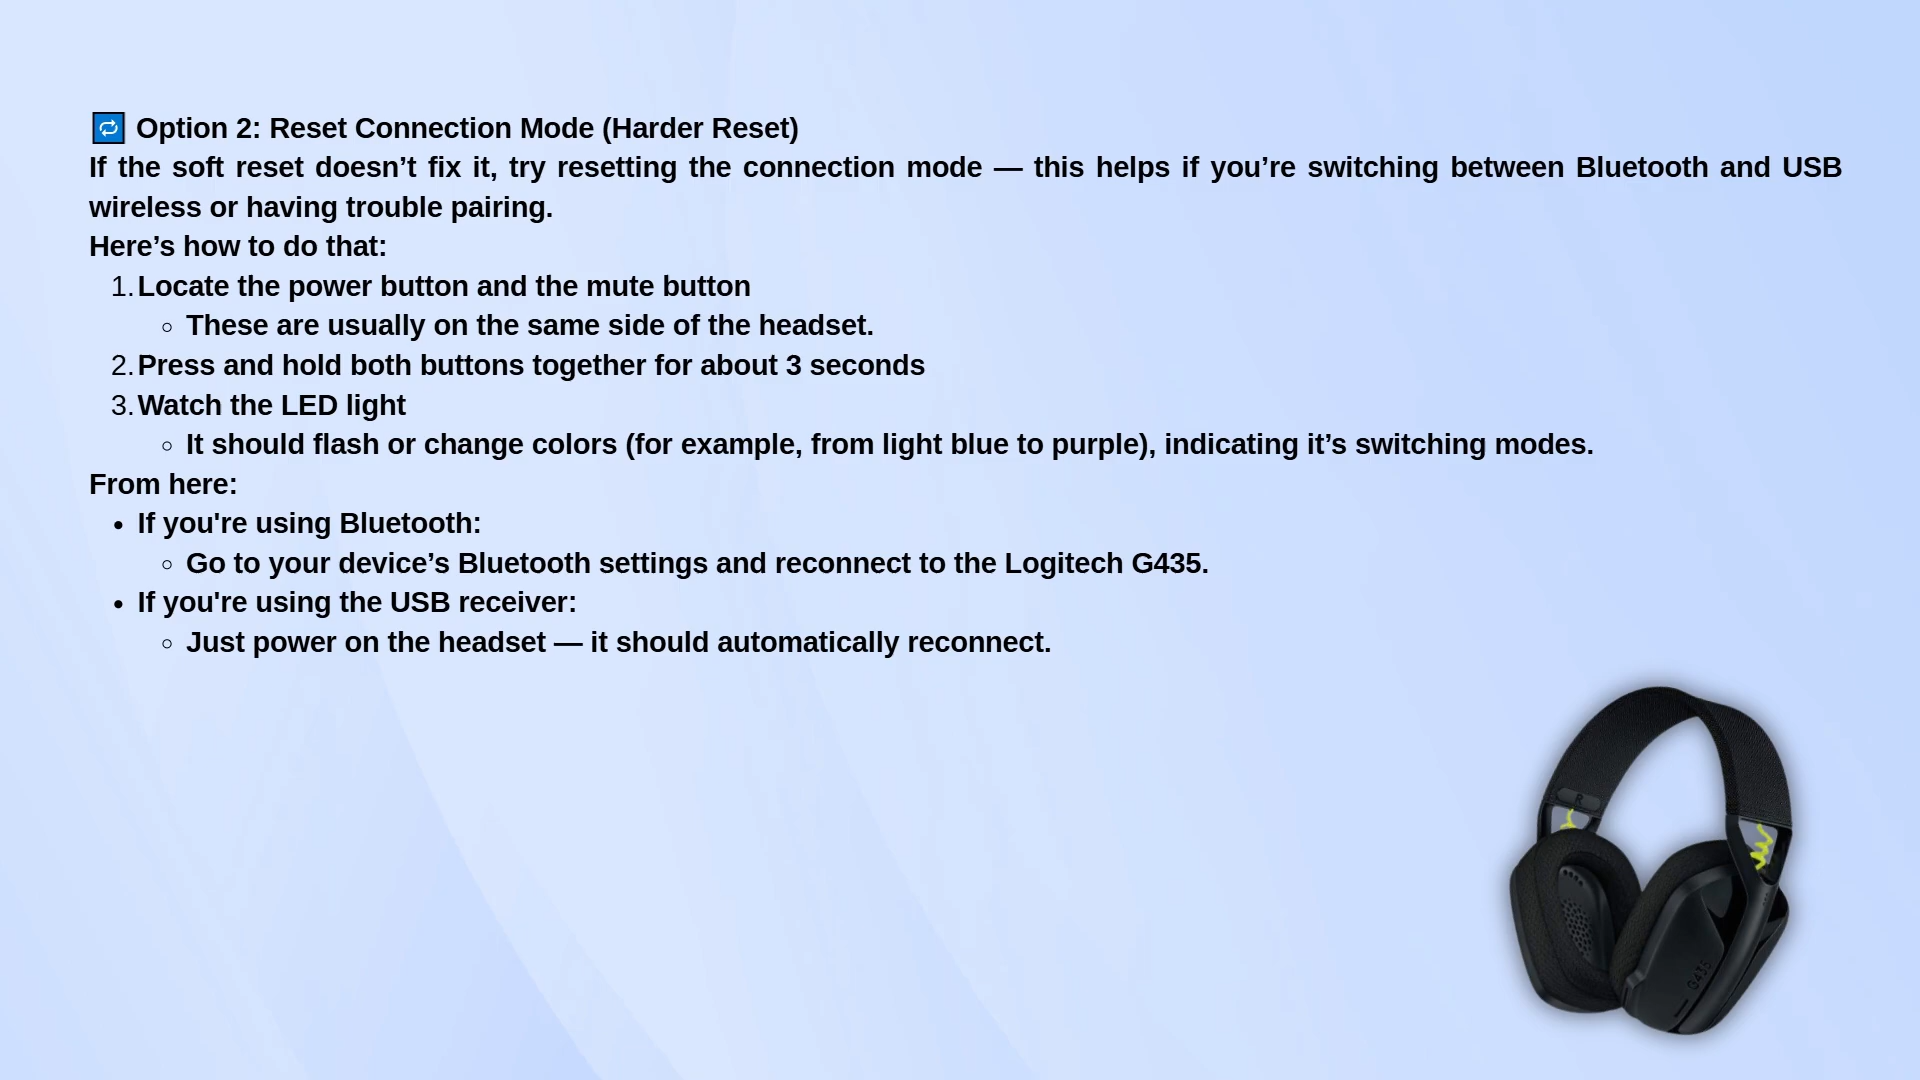 🔁 Option 2: Reset Connection Mode (Harder Reset)
If the soft reset doesn’t fix it, try resetting the connection mode — this helps if you’re switching between Bluetooth and USB
wireless or having trouble pairing.
Here’s how to do that:
1. Locate the power button and the mute button
◦ These are usually on the same side of the headset.
2. Press and hold both buttons together for about 3 seconds
3. Watch the LED light
◦ It should flash or change colors (for example, from light blue to purple), indicating it’s switching modes.
From here:
• If you're using Bluetooth:
◦ Go to your device’s Bluetooth settings and reconnect to the Logitech G435.
• If you're using the USB receiver:
◦ Just power on the headset — it should automatically reconnect.
R
G435